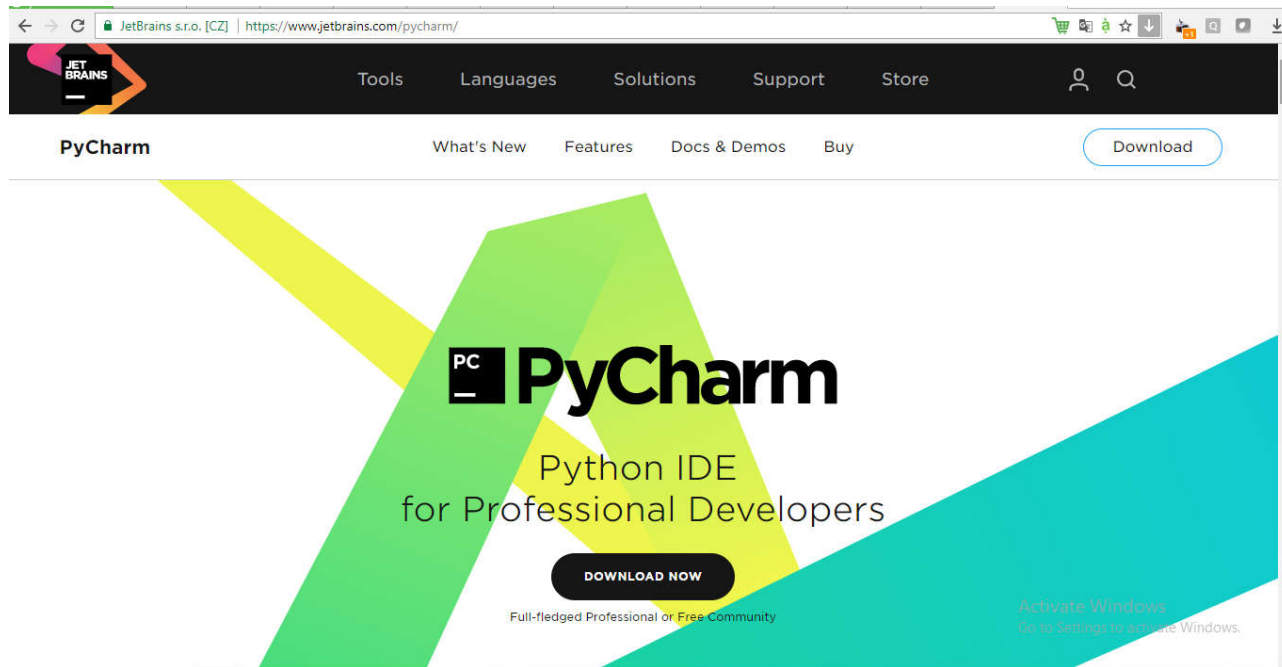 JetBrains s.r.o. [CZ] | https://www.jetbrains.com/pycharm/
JET
BRAINS
Tools Languages Solutions Support Store
PyCharm What's New Features Docs & Demos Buy Download
PC PyCharm
Python IDE
for Professional Developers
DOWNLOAD NOW
Full-fledged Professional or Free Community
Activate Windows
Go to Settings to activate Windows.